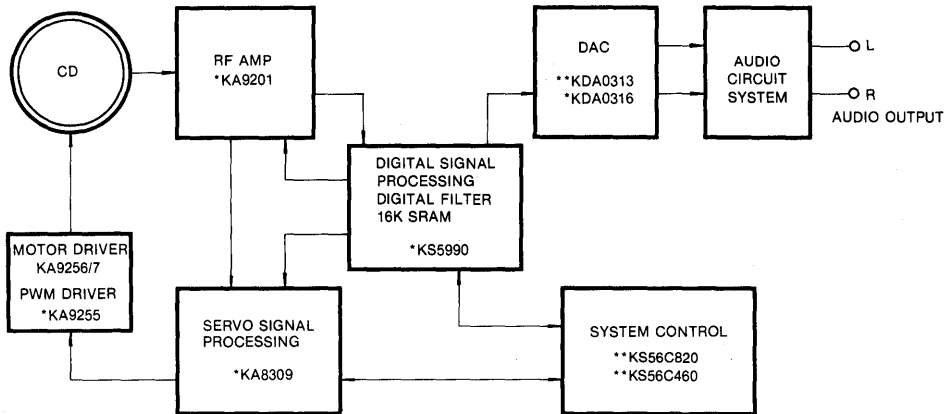 CD
RF AMP
*KA9201
DAC
**KDA0313
*KDA0316
AUDIO
CIRCUIT
SYSTEM
L
R
AUDIO OUTPUT
DIGITAL SIGNAL
PROCESSING
DIGITAL FILTER
16K SRAM
*KS5990
MOTOR DRIVER
KA9256/7
PWM DRIVER
*KA9255
SERVO SIGNAL
PROCESSING
*KA8309
SYSTEM CONTROL
**KS56C820
**KS56C460